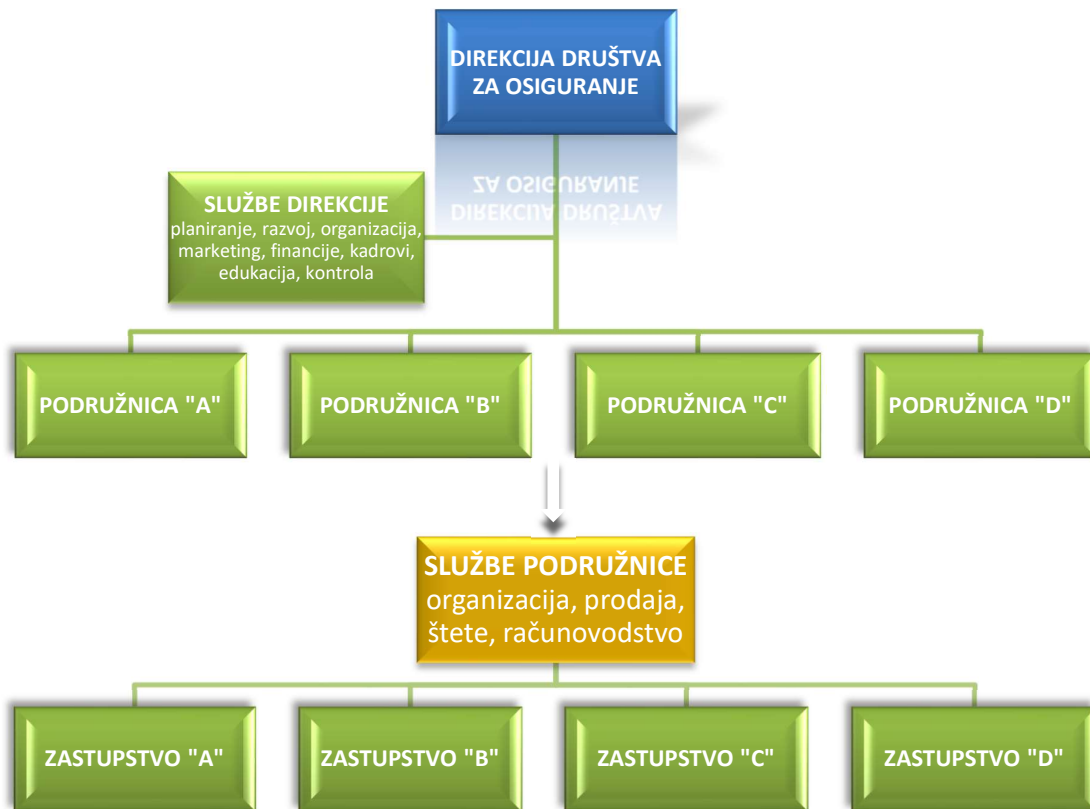 DIREKCIJA DRUŠTVA
ZA OSIGURANJE
SLUŽBE DIREKCIJE
planiranje, razvoj, organizacija,
marketing, financije, kadrovi,
edukacija, kontrola
PODRUŽNICA "A"
PODRUŽNICA "B"
PODRUŽNICA "C"
PODRUŽNICA "D"
SLUŽBE PODRUŽNICE
organizacija, prodaja,
štete, računovodstvo
ZASTUPSTVO "A"
ZASTUPSTVO "B"
ZASTUPSTVO "C"
ZASTUPSTVO "D"